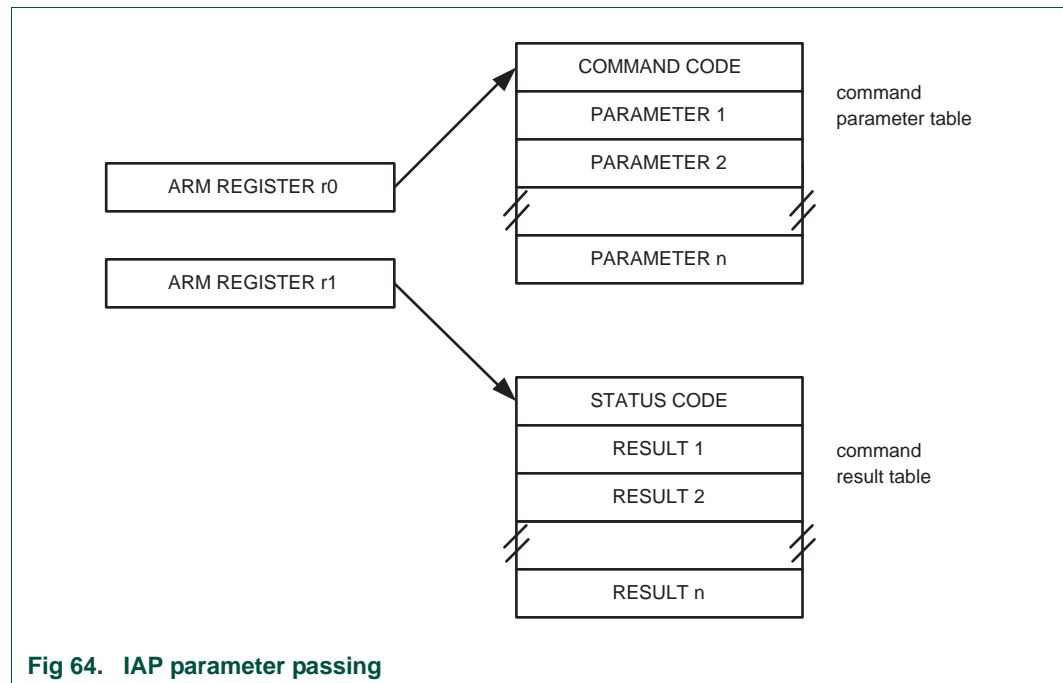 COMMAND CODE
PARAMETER 1
PARAMETER 2
PARAMETER n
command
parameter table
ARM REGISTER r0
ARM REGISTER r1
STATUS CODE
RESULT 1
RESULT 2
RESULT n
command
result table
Fig 64. IAP parameter passing